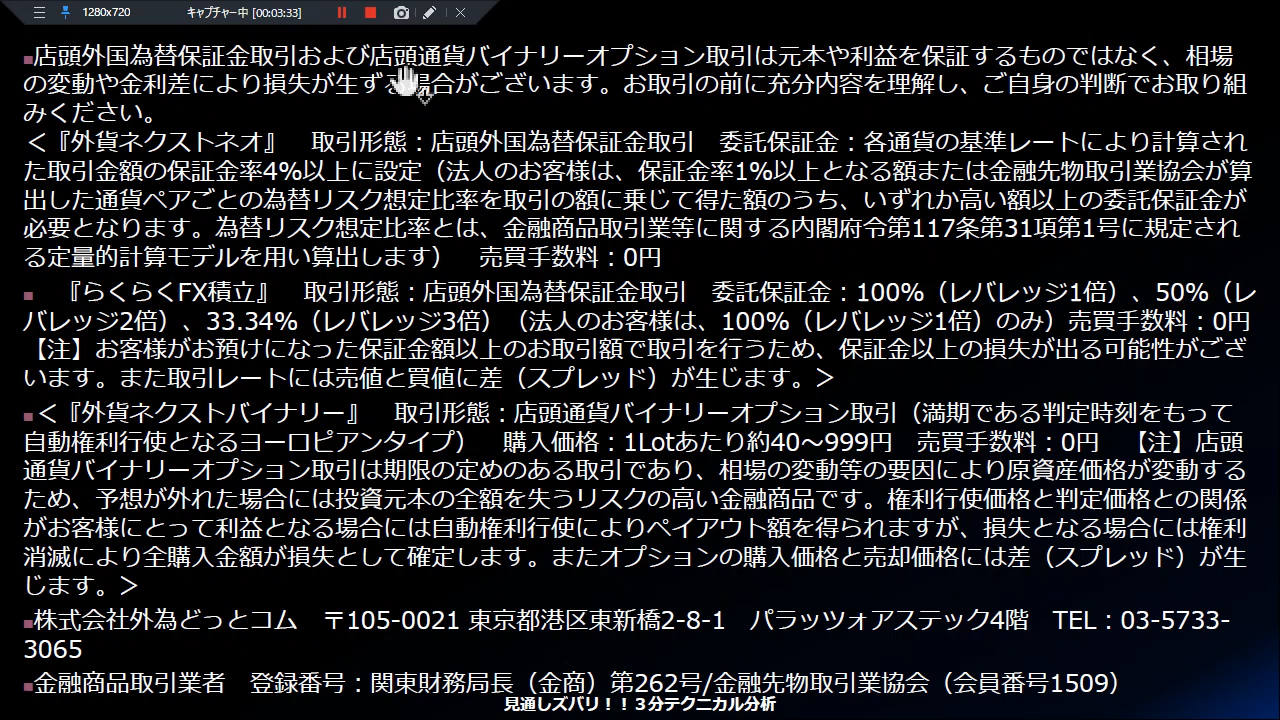 1280x720 キャプチャー中 [00:03:33]
■店頭外国為替保証金取引および店頭通貨バイナリーオプション取引は元本や利益を保証するものではなく、相場
の変動や金利差により損失が生ずる場合がございます。お取引の前に充分内容を理解し、ご自身の判断でお取り組
みください。
＜『外貨ネクストネオ』　取引形態：店頭外国為替保証金取引　委託保証金：各通貨の基準レートにより計算され
た取引金額の保証金率4%以上に設定（法人のお客様は、保証金率1%以上となる額または金融先物取引業協会が算
出した通貨ペアごとの為替リスク想定比率を取引の額に乗じて得た額のうち、いずれか高い額以上の委託保証金が
必要となります。為替リスク想定比率とは、金融商品取引業等に関する内閣府令第117条第31項第1号に規定され
る定量的計算モデルを用い算出します）　売買手数料：0円
■　『らくらくFX積立』　取引形態：店頭外国為替保証金取引　委託保証金：100%（レバレッジ1倍）、50%（レ
バレッジ2倍）、33.34%（レバレッジ3倍）（法人のお客様は、100%（レバレッジ1倍）のみ）売買手数料：0円
【注】お客様がお預けになった保証金額以上のお取引額で取引を行うため、保証金以上の損失が出る可能性がござ
います。また取引レートには売値と買値に差（スプレッド）が生じます。＞
■＜『外貨ネクストバイナリー』　取引形態：店頭通貨バイナリーオプション取引（満期である判定時刻をもって
自動権利行使となるヨーロピアンタイプ）　購入価格：1Lotあたり約40～999円　売買手数料：0円　【注】店頭
通貨バイナリーオプション取引は期限の定めのある取引であり、相場の変動等の要因により原資産価格が変動する
ため、予想が外れた場合には投資元本の全額を失うリスクの高い金融商品です。権利行使価格と判定価格との関係
がお客様にとって利益となる場合には自動権利行使によりペイアウト額を得られますが、損失となる場合には権利
消滅により全購入金額が損失として確定します。またオプションの購入価格と売却価格には差（スプレッド）が生
じます。＞
■株式会社外為どっとコム　〒105-0021 東京都港区東新橋2-8-1　パラッツォアステック4階　TEL：03-5733-
3065
■金融商品取引業者　登録番号：関東財務局長（金商）第262号/金融先物取引業協会（会員番号1509）
見通しズバリ！！３分テクニカル分析